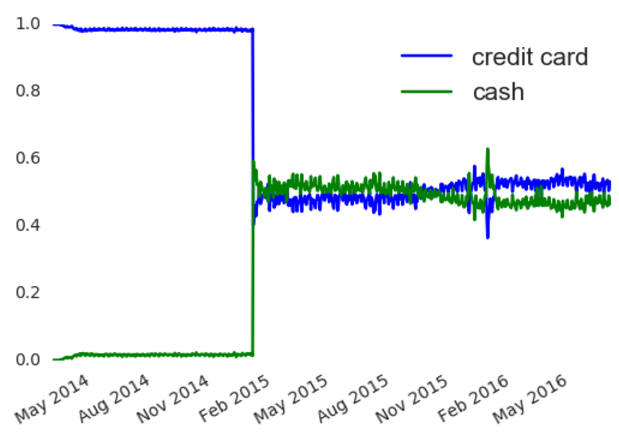 1.0
0.8
0.6
0.4
0.2
0.0
credit card
cash
May 2014
Aug 2014
Nov 2014
Feb 2015
May 2015
Aug 2015
Nov 2015
Feb 2016
May 2016